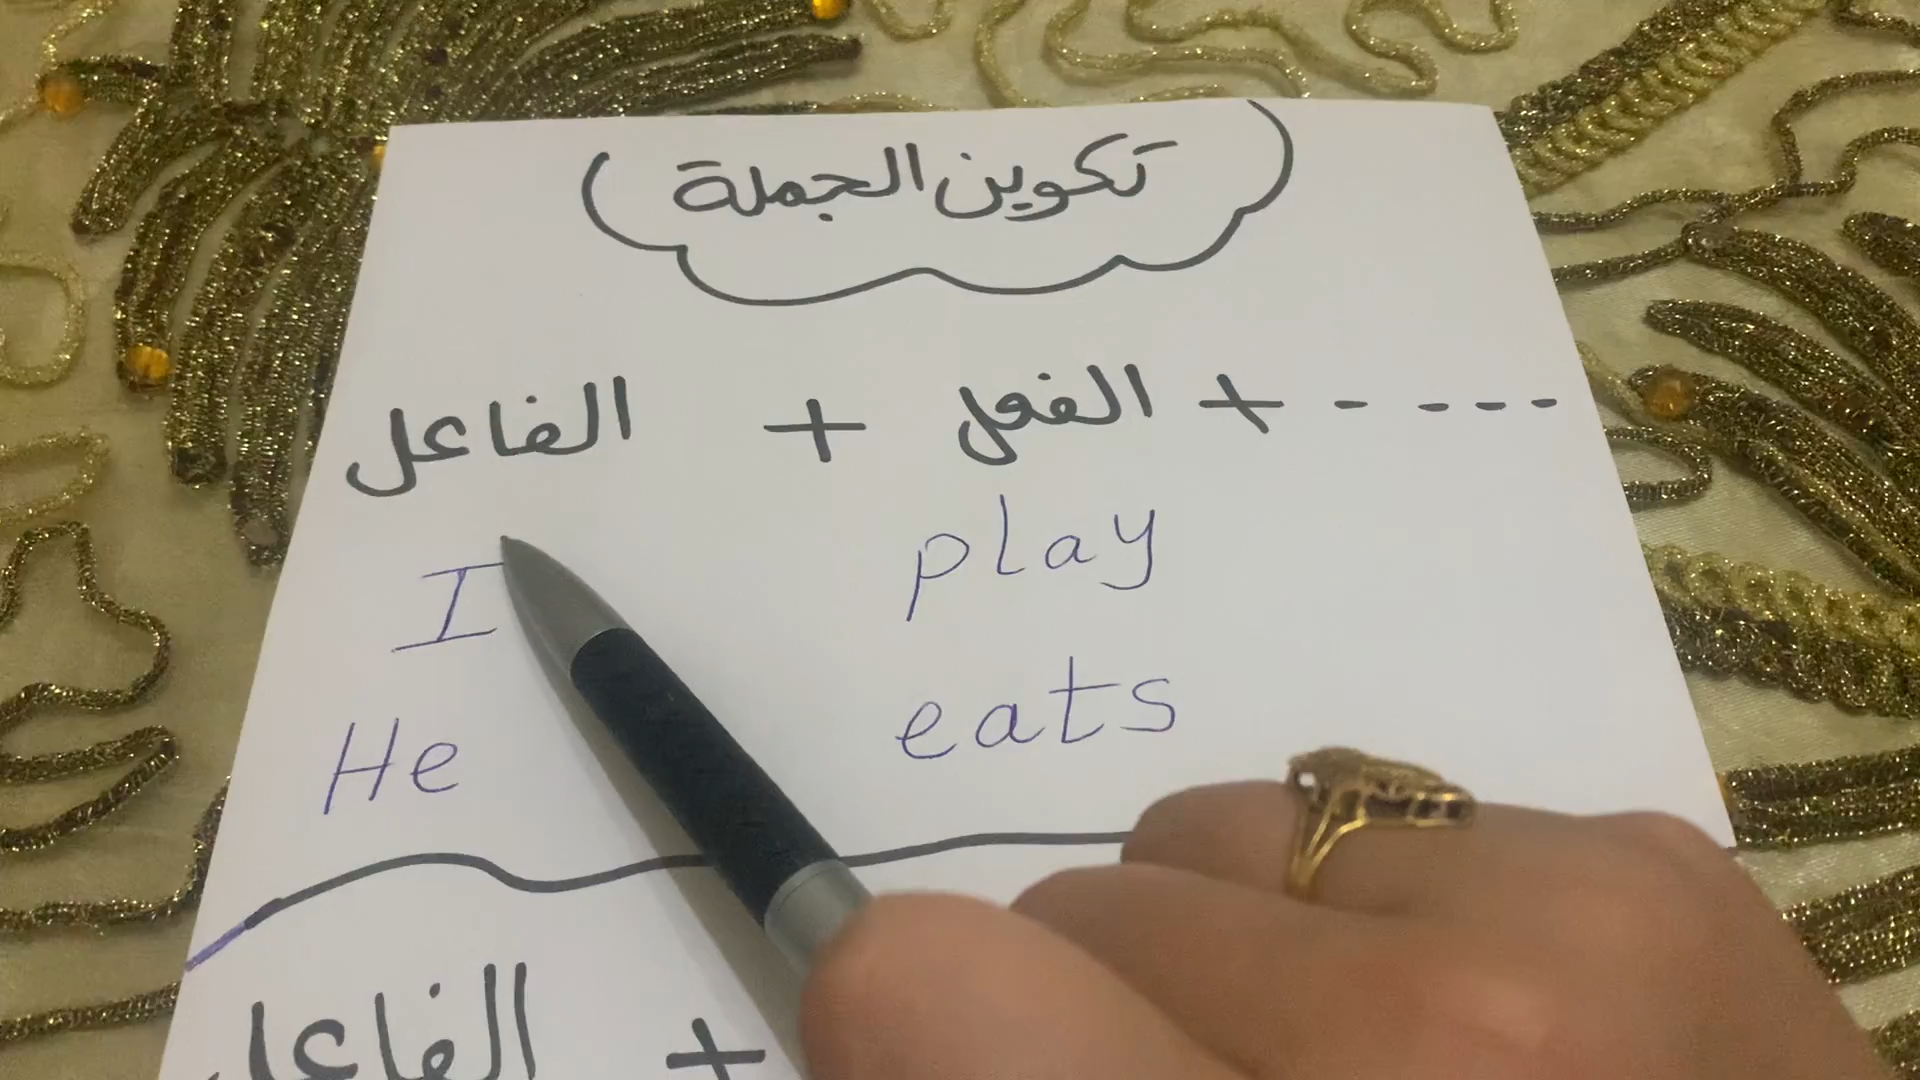 تكوين الجملة
الفاعل + الفعل + - - - - -
I play
He eats
الفاعل +